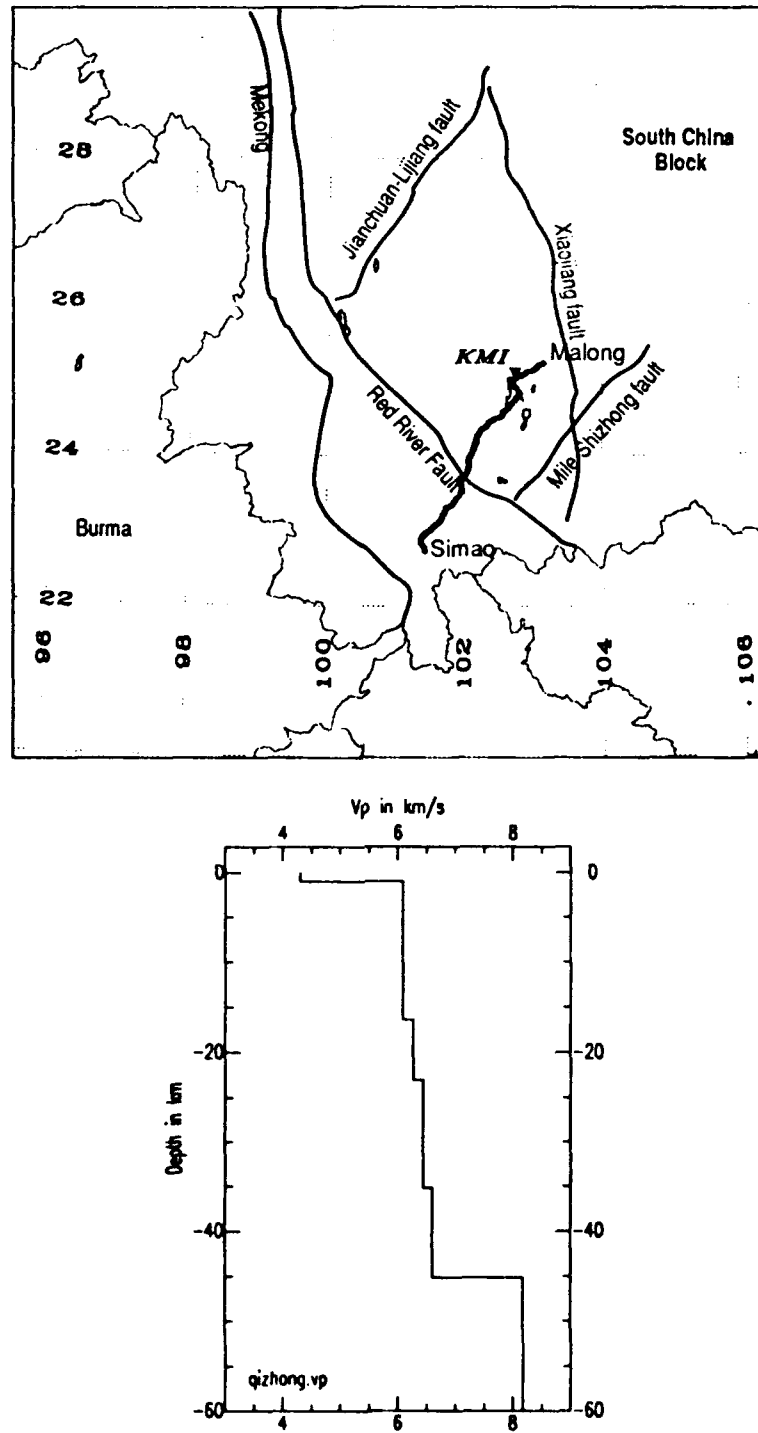 Mekong
28
Jianchuan-Lijiang fault
South China
Block
Xiaojiang fault
26
KMI
Malong
Red River Fault
Mile Shizhong fault
24
Burma
Simao
22
96
98
100
102
104
106
Vp in km/s
4 6 8
0 0
-20 -20
Depth in km
-40 -40
qizhong.vp
-60 -60
4 6 8